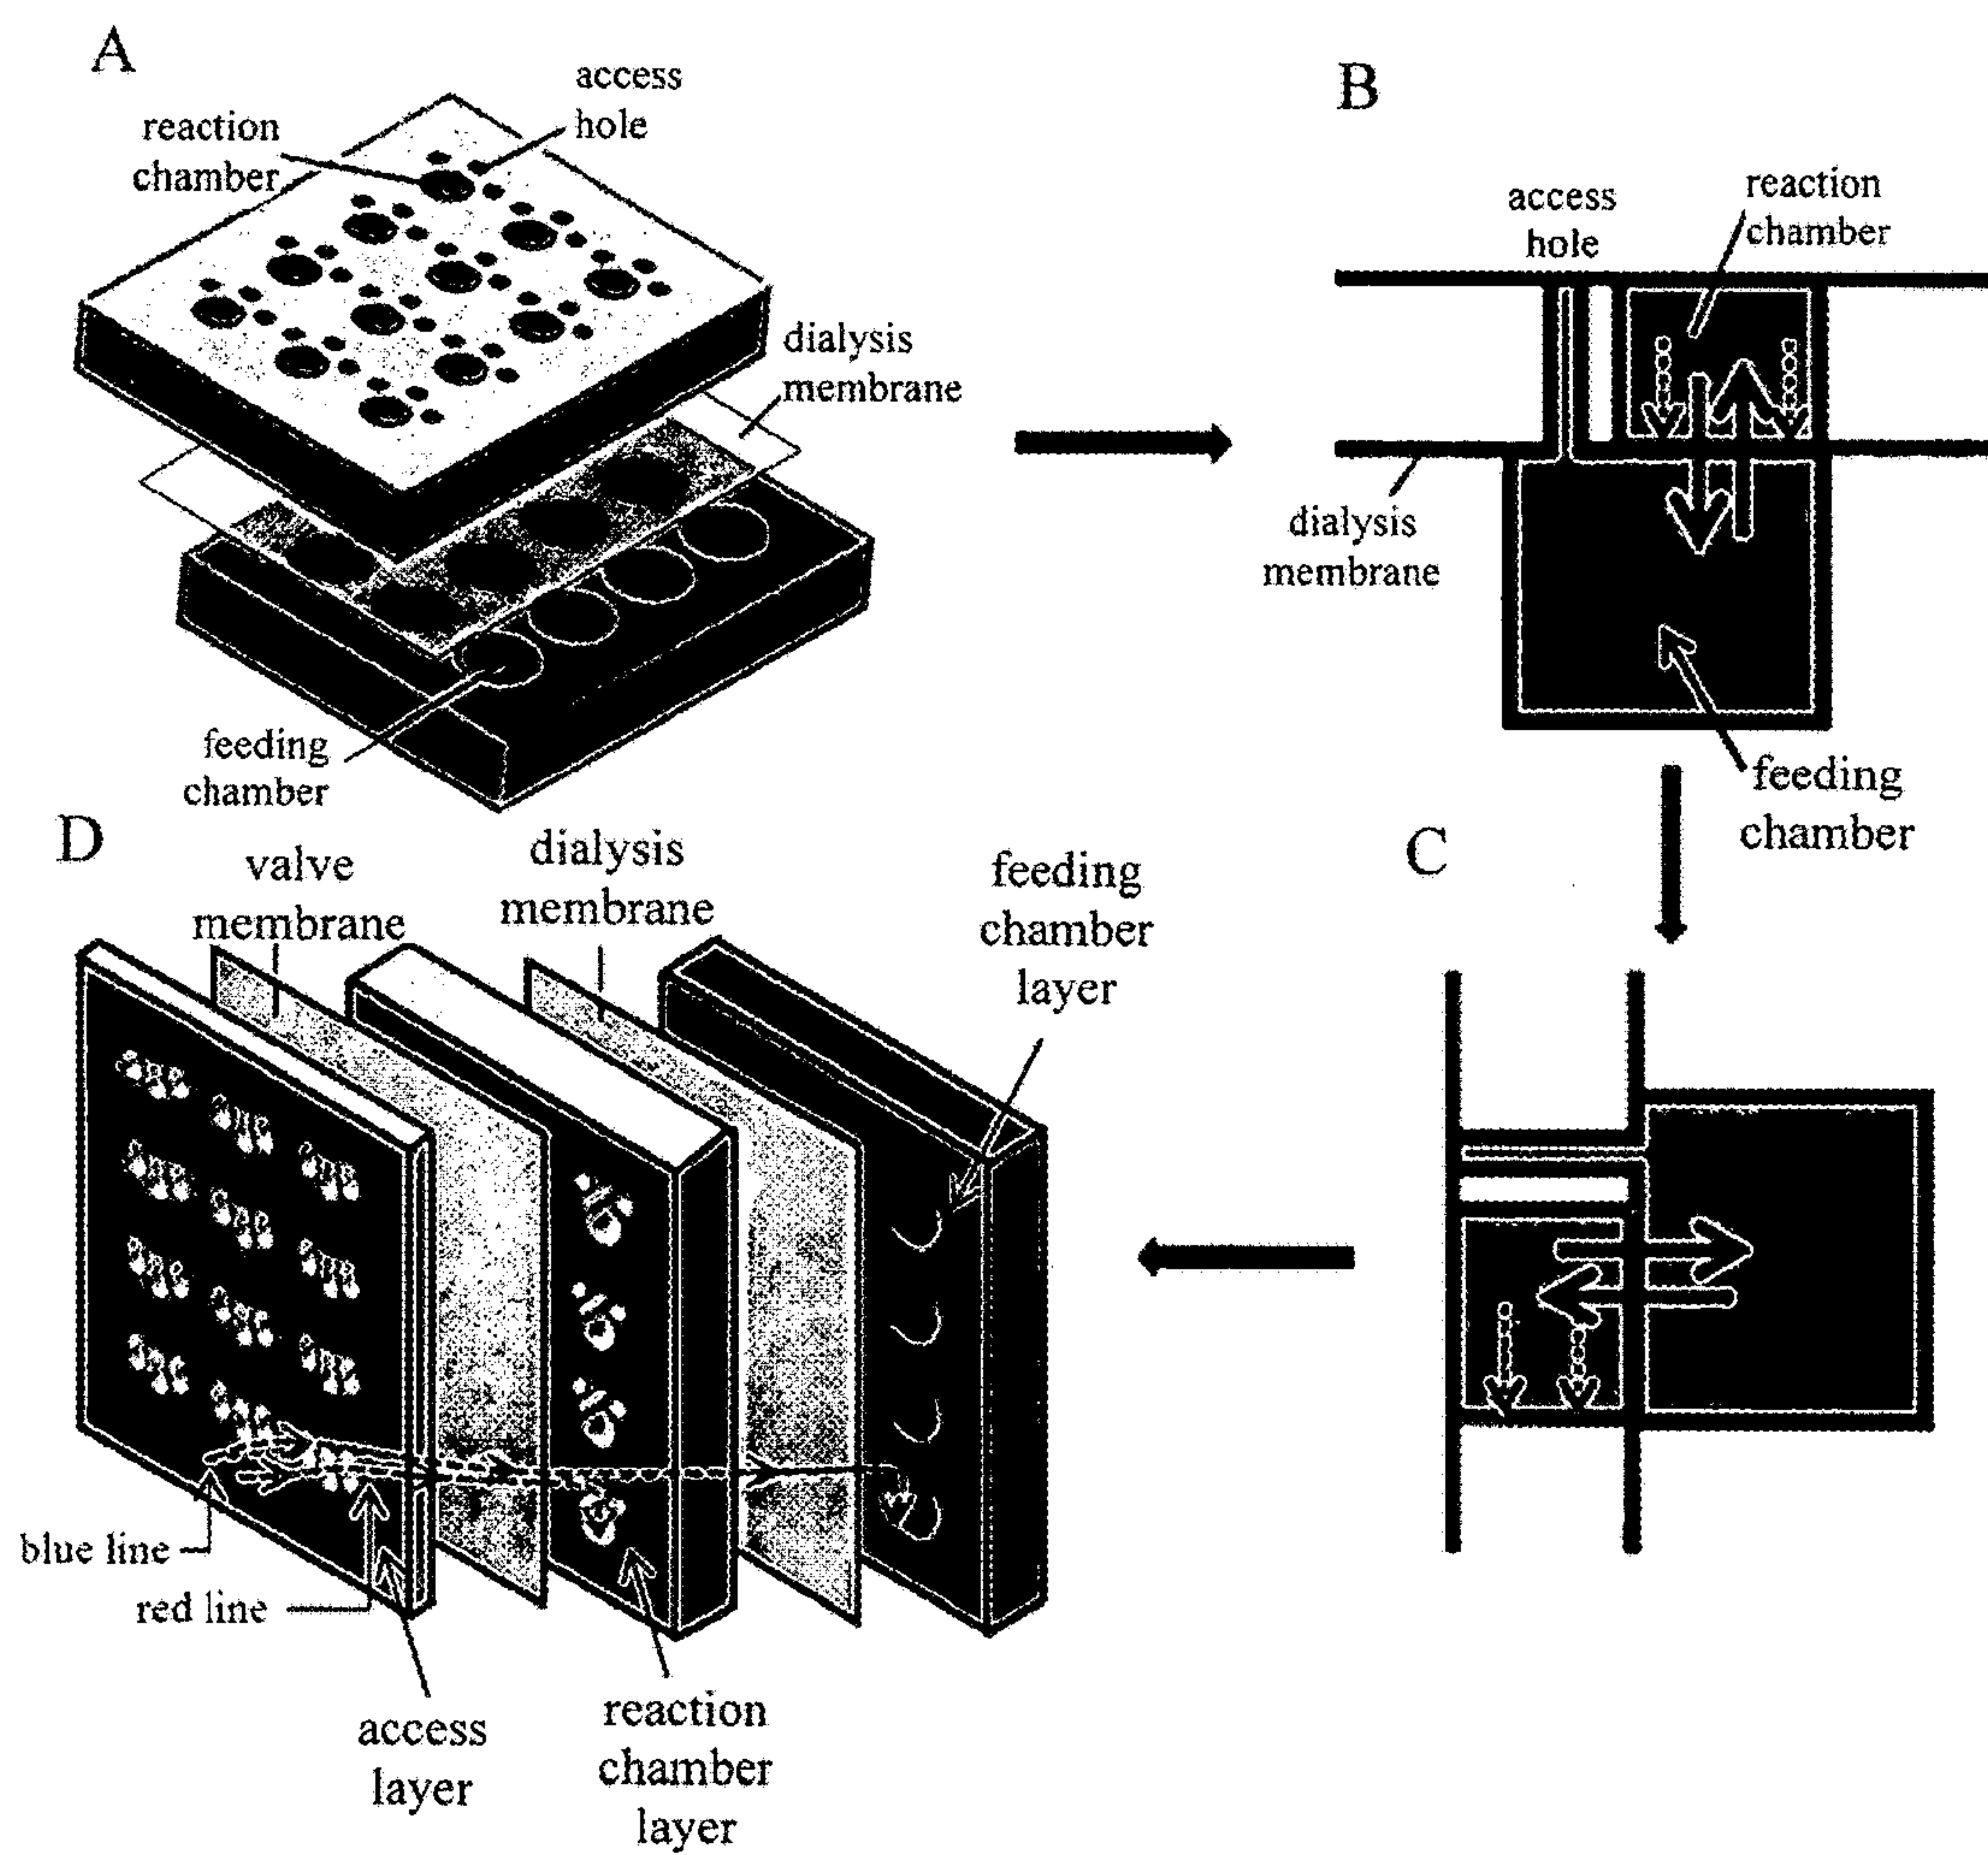 A
access
hole
reaction
chamber
dialysis
membrane
feeding
chamber
B
access
hole
reaction
chamber
dialysis
membrane
feeding
chamber
C
D
valve
membrane
dialysis
membrane
feeding
chamber
layer
blue line
red line
access
layer
reaction
chamber
layer